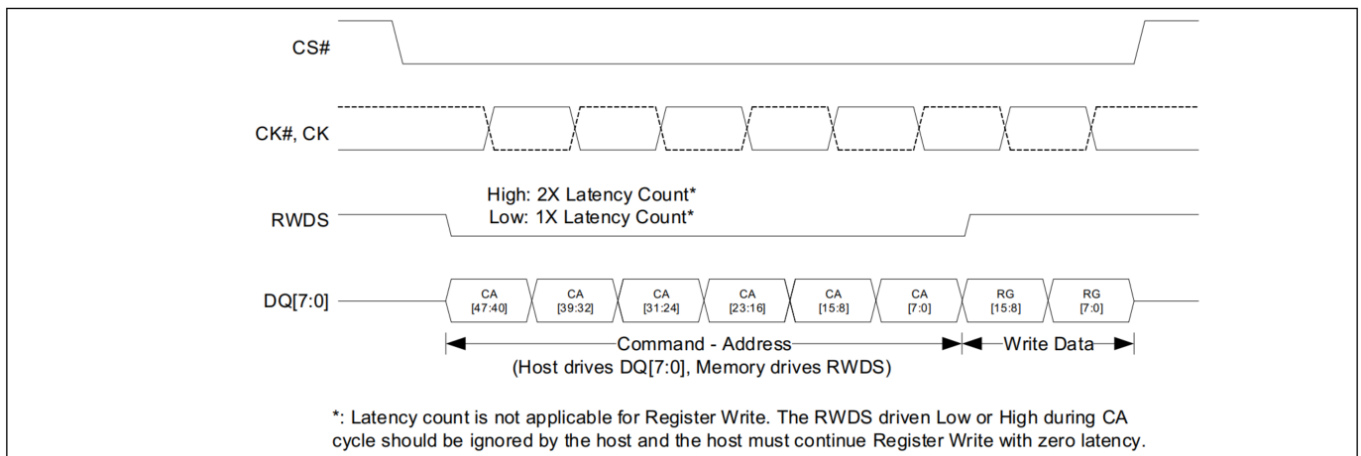 CS#
CK#, CK
High: 2X Latency Count*
Low: 1X Latency Count*
RWDS
DQ[7:0]
CA [47:40]
CA [39:32]
CA [31:24]
CA [23:16]
CA [15:8]
CA [7:0]
RG [15:8]
RG [7:0]
Command - Address
Write Data
(Host drives DQ[7:0], Memory drives RWDS)
*: Latency count is not applicable for Register Write. The RWDS driven Low or High during CA
cycle should be ignored by the host and the host must continue Register Write with zero latency.